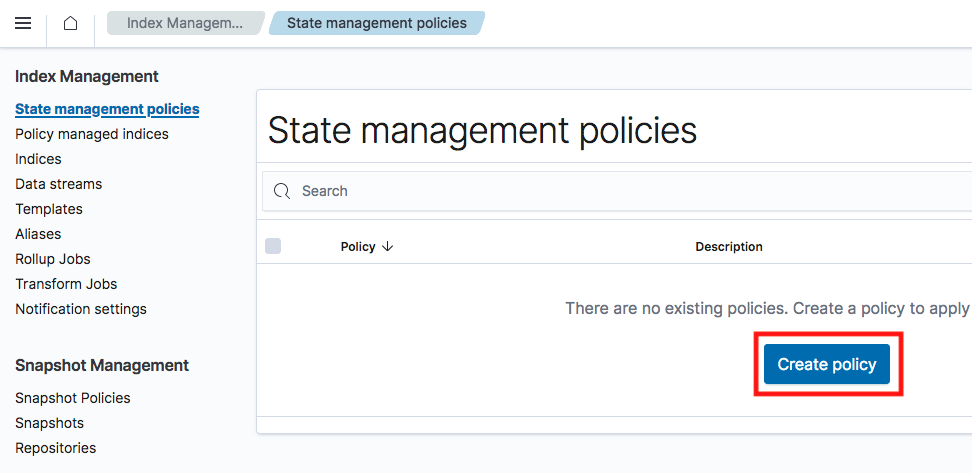 Index Managem...
State management policies
Index Management
State management policies
Policy managed indices
Indices
Data streams
Templates
Aliases
Rollup Jobs
Transform Jobs
Notification settings
Snapshot Management
Snapshot Policies
Snapshots
Repositories
State management policies
Search
Policy Description
There are no existing policies. Create a policy to apply
Create policy